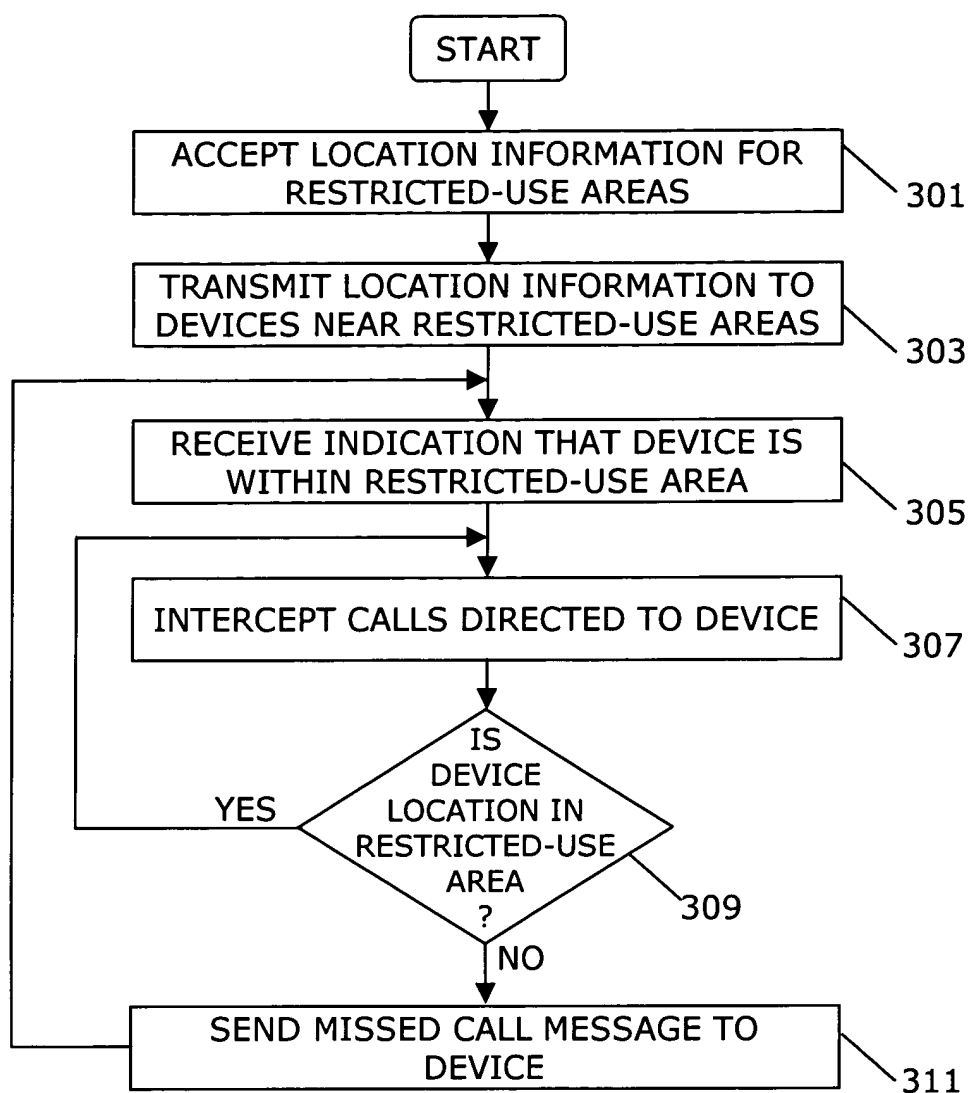 START
ACCEPT LOCATION INFORMATION FOR
RESTRICTED-USE AREAS
301
TRANSMIT LOCATION INFORMATION TO
DEVICES NEAR RESTRICTED-USE AREAS
303
RECEIVE INDICATION THAT DEVICE IS
WITHIN RESTRICTED-USE AREA
305
INTERCEPT CALLS DIRECTED TO DEVICE
307
IS
DEVICE
LOCATION IN
RESTRICTED-USE
AREA
?
YES
309
NO
SEND MISSED CALL MESSAGE TO
DEVICE
311